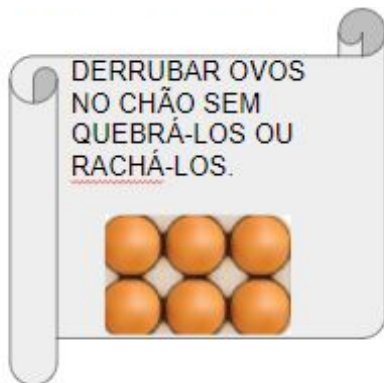 DERRUBAR OVOS
NO CHÃO SEM
QUEBRÁ-LOS OU
RACHÁ-LOS.